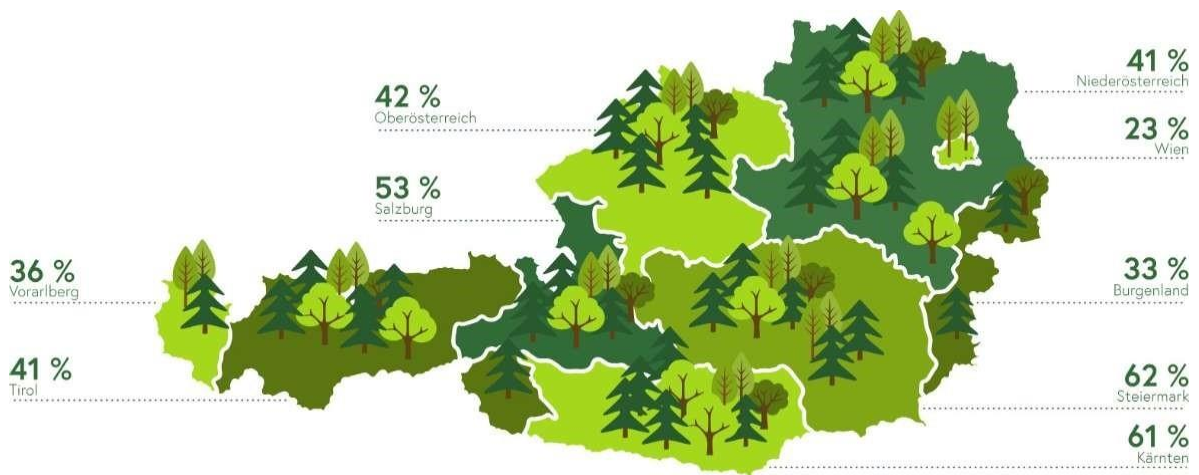 42 %
Oberösterreich
53 %
Salzburg
36 %
Vorarlberg
41 %
Tirol
41 %
Niederösterreich
23 %
Wien
33 %
Burgenland
62 %
Steiermark
61 %
Kärnten